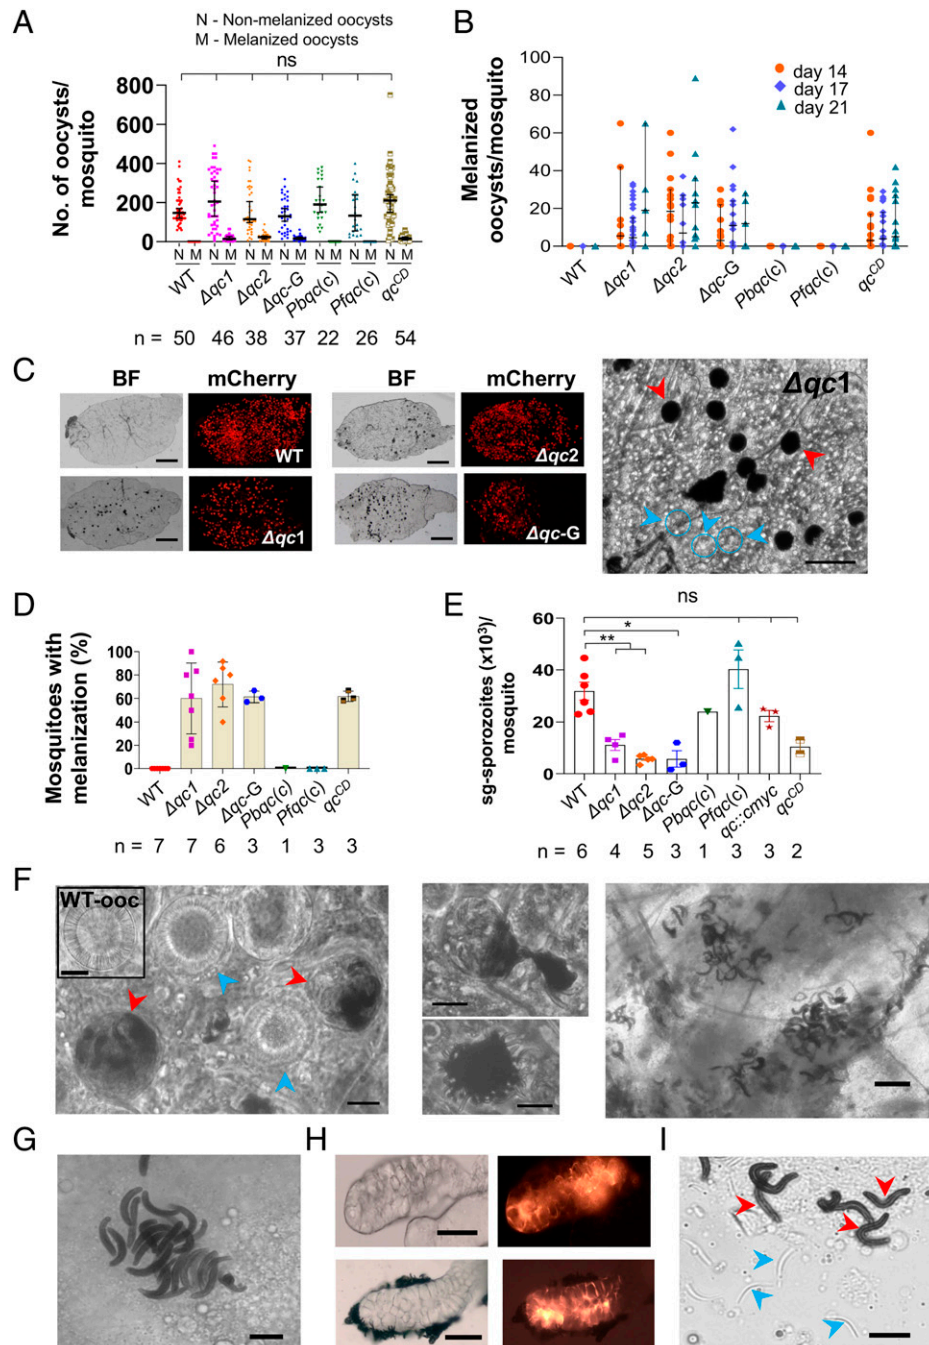 A
N - Non-melanized oocysts
M - Melanized oocysts
ns
No. of oocysts/
mosquito
800
600
400
200
0
N M N M N M N M N M N M N M
WT Δqc1 Δqc2 Δqc-G Pbqc(c) Pfqc(c) qcCD
n = 50 46 38 37 22 26 54
B
Melanized
oocysts/mosquito
100
80
60
40
20
0
day 14
day 17
day 21
WT Δqc1 Δqc2 Δqc-G Pbqc(c) Pfqc(c) qcCD
C
BF mCherry BF mCherry
WT Δqc2
Δqc1 Δqc-G
Δqc1
D
Mosquitoes with
melanization (%)
100
80
60
40
20
0
WT Δqc1 Δqc2 Δqc-G Pbqc(c) Pfqc(c) qcCD
n = 7 7 6 3 1 3 3
E
ns
*
**
sg-sporozoites (x10³)/
mosquito
60
40
20
0
WT Δqc1 Δqc2 Δqc-G Pbqc(c) Pfqc(c) qc::cmyc qcCD
n = 6 4 5 3 1 3 3 2
F
WT-ooc
G
H
I